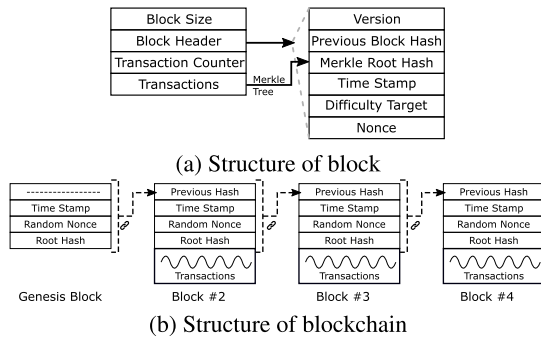 Block Size
Block Header
Transaction Counter
Transactions
Merkle
Tree
Version
Previous Block Hash
Merkle Root Hash
Time Stamp
Difficulty Target
Nonce
(a) Structure of block
Time Stamp
Random Nonce
Root Hash
Genesis Block
Previous Hash
Time Stamp
Random Nonce
Root Hash
Transactions
Block #2
Previous Hash
Time Stamp
Random Nonce
Root Hash
Transactions
Block #3
Previous Hash
Time Stamp
Random Nonce
Root Hash
Transactions
Block #4
(b) Structure of blockchain